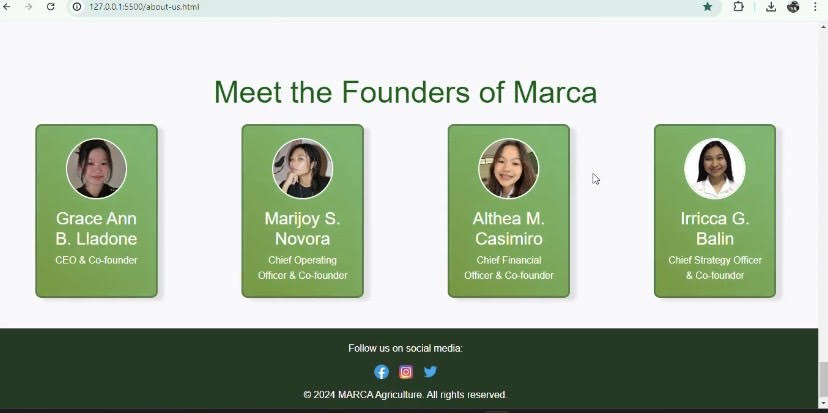 127.0.0.1:5500/about-us.html
Meet the Founders of Marca
Grace Ann
B. Lladone
CEO & Co-founder
Marijoy S.
Novora
Chief Operating
Officer & Co-founder
Althea M.
Casimiro
Chief Financial
Officer & Co-founder
Irricca G.
Balin
Chief Strategy Officer
& Co-founder
Follow us on social media:
© 2024 MARCA Agriculture. All rights reserved.